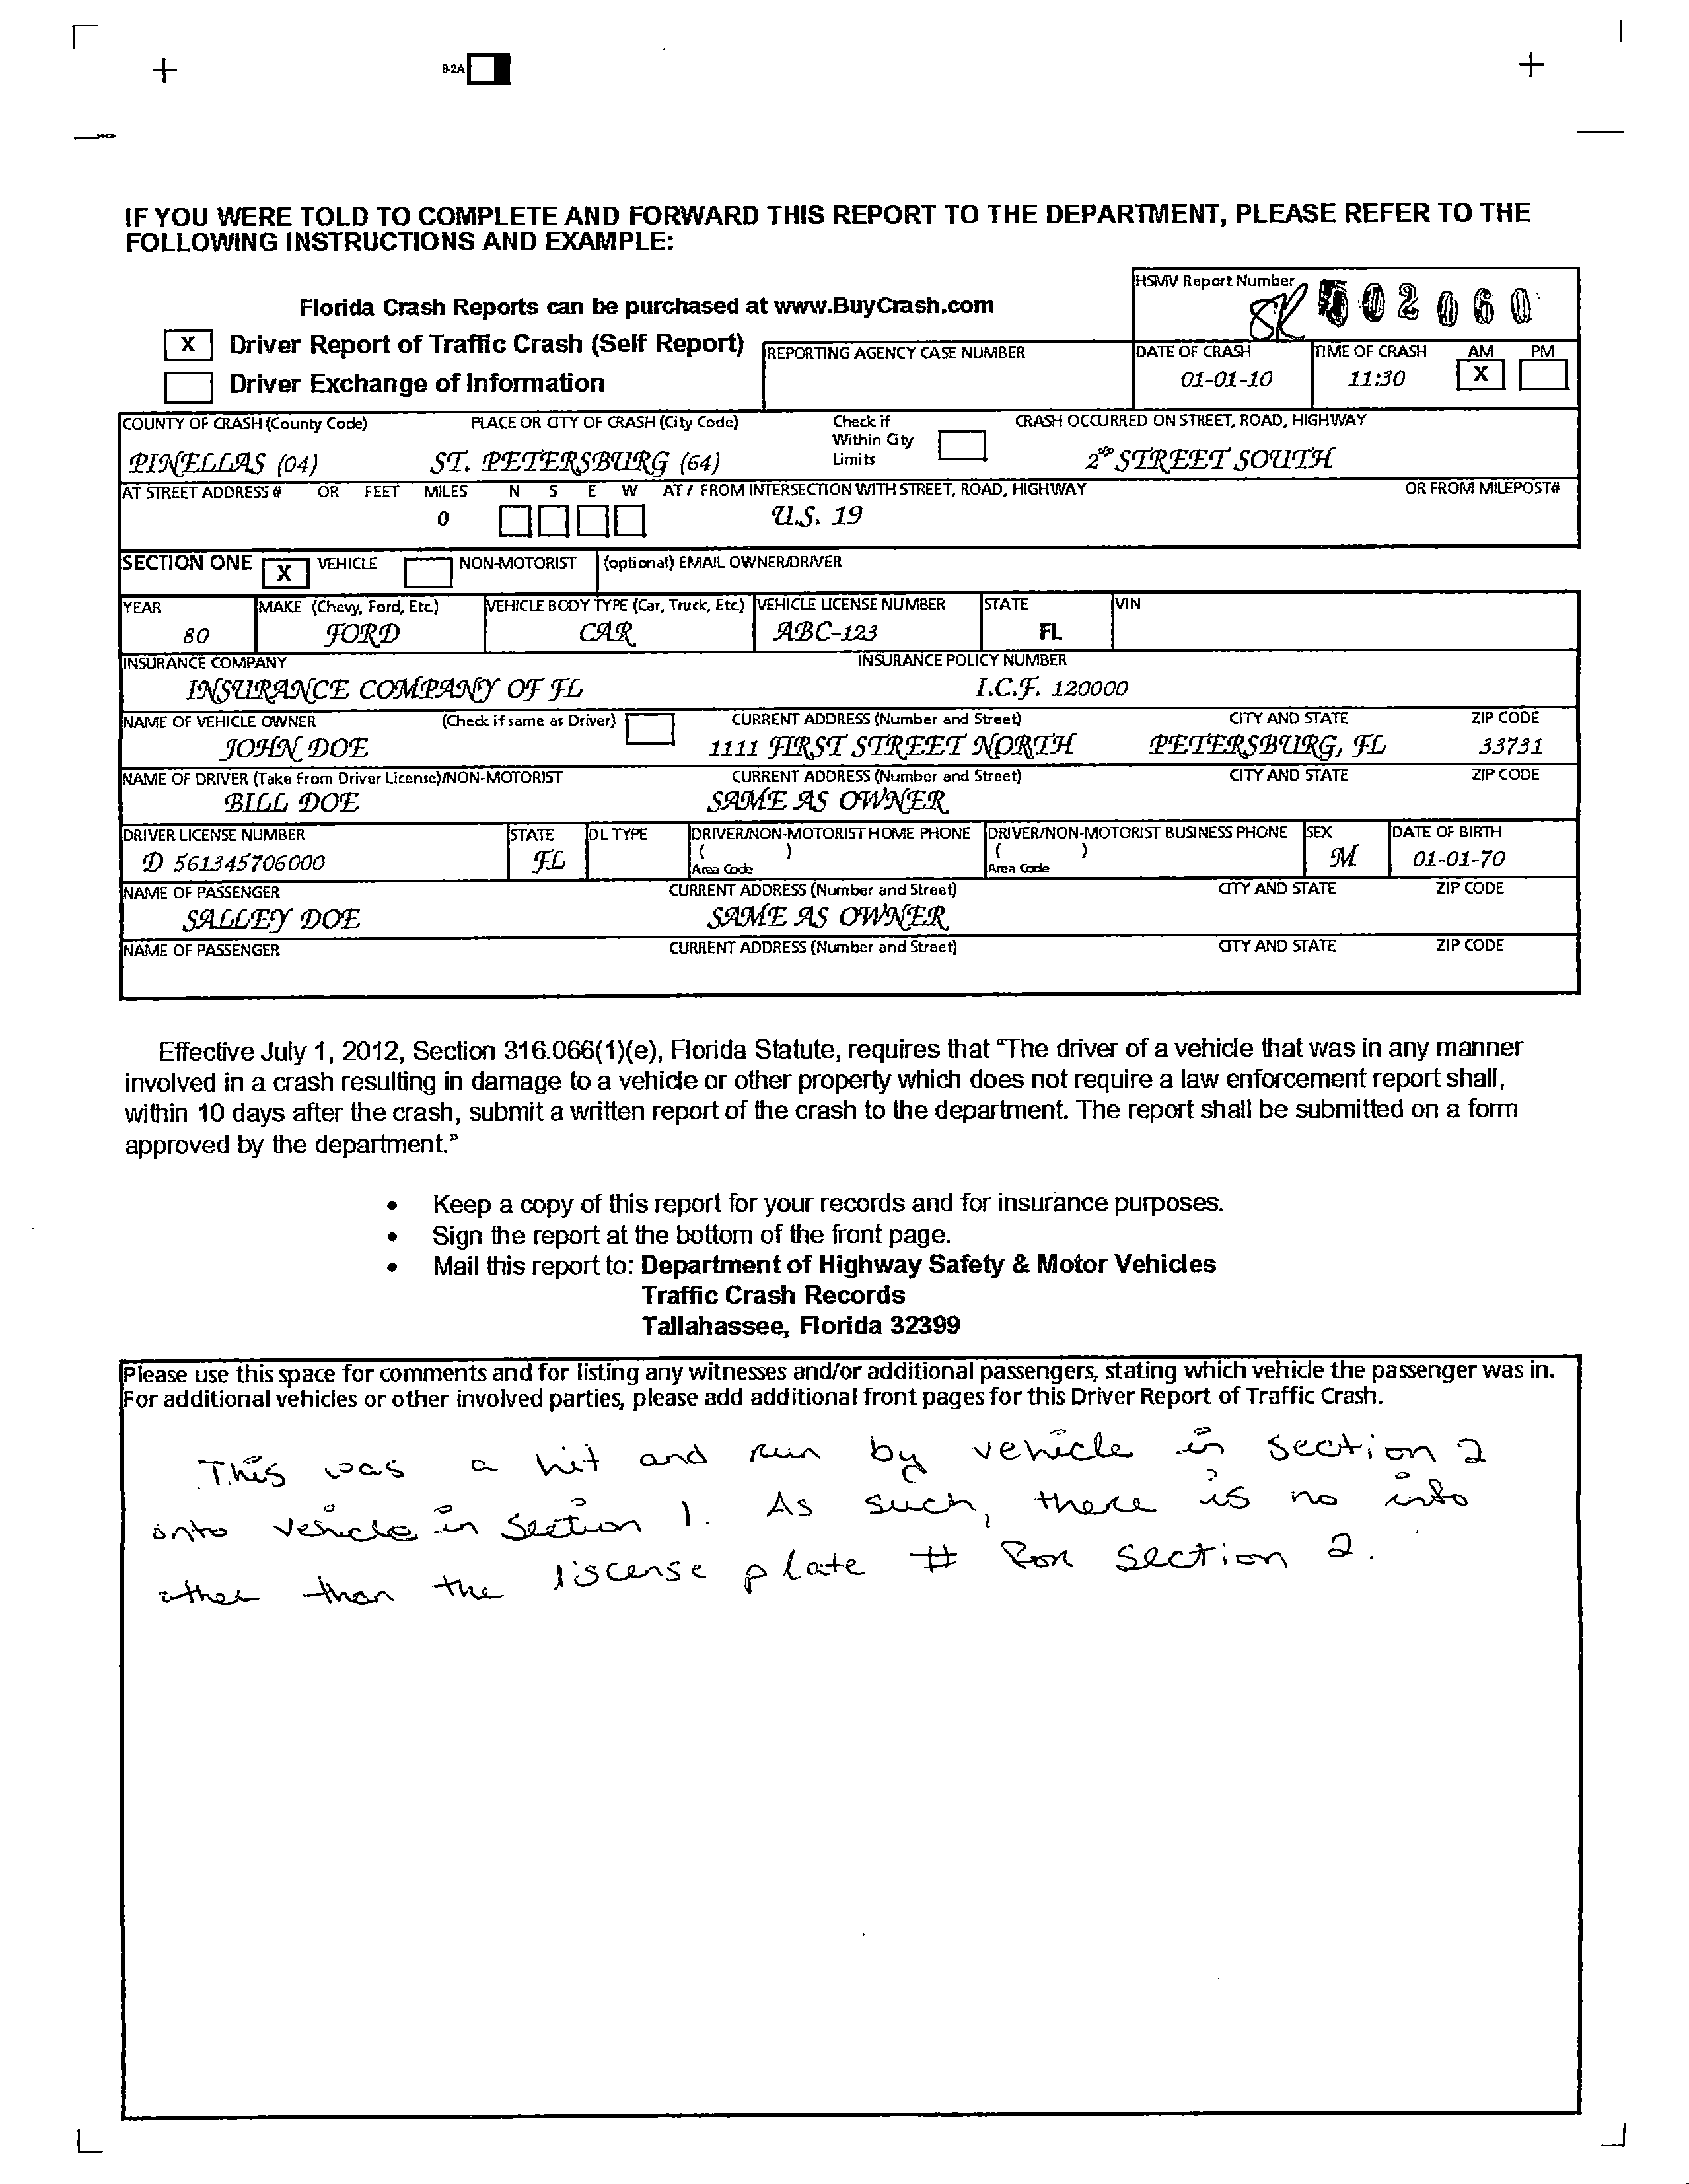 B-2A
IF YOU WERE TOLD TO COMPLETE AND FORWARD THIS REPORT TO THE DEPARTMENT, PLEASE REFER TO THE
FOLLOWING INSTRUCTIONS AND EXAMPLE:
HSMV Report Number
02060
Florida Crash Reports can be purchased at www.BuyCrash.com
X Driver Report of Traffic Crash (Self Report)
Driver Exchange of Information
REPORTING AGENCY CASE NUMBER
DATE OF CRASH TIME OF CRASH AM PM
01-01-10 11:30 X
COUNTY OF CRASH (County Code) PLACE OR CITY OF CRASH (City Code) Check if Within City Limits CRASH OCCURRED ON STREET, ROAD, HIGHWAY
PINELLAS (04) ST. PETERSBURG (64) 2ND STREET SOUTH
AT STREET ADDRESS # OR FEET MILES N S E W AT / FROM INTERSECTION WITH STREET, ROAD, HIGHWAY OR FROM MILEPOST#
0 U.S. 19
SECTION ONE X VEHICLE NON-MOTORIST (optional) EMAIL OWNER/DRIVER
YEAR MAKE (Chevy, Ford, Etc.) VEHICLE BODY TYPE (Car, Truck, Etc.) VEHICLE LICENSE NUMBER STATE VIN
80 FORD CAR ABC-123 FL
INSURANCE COMPANY INSURANCE POLICY NUMBER
INSURANCE COMPANY OF FL I.C.F. 120000
NAME OF VEHICLE OWNER (Check if same as Driver) CURRENT ADDRESS (Number and Street) CITY AND STATE ZIP CODE
JOHN DOE 1111 FIRST STREET NORTH PETERSBURG, FL 33731
NAME OF DRIVER (Take From Driver License)/NON-MOTORIST CURRENT ADDRESS (Number and Street) CITY AND STATE ZIP CODE
BILL DOE SAME AS OWNER
DRIVER LICENSE NUMBER STATE DL TYPE DRIVER/NON-MOTORIST HOME PHONE DRIVER/NON-MOTORIST BUSINESS PHONE SEX DATE OF BIRTH
D 561345706000 FL ( ) ( ) M 01-01-70
Area Code Area Code
NAME OF PASSENGER CURRENT ADDRESS (Number and Street) CITY AND STATE ZIP CODE
SALLEY DOE SAME AS OWNER
NAME OF PASSENGER CURRENT ADDRESS (Number and Street) CITY AND STATE ZIP CODE
Effective July 1, 2012, Section 316.066(1)(e), Florida Statute, requires that “The driver of a vehicle that was in any manner
involved in a crash resulting in damage to a vehicle or other property which does not require a law enforcement report shall,
within 10 days after the crash, submit a written report of the crash to the department. The report shall be submitted on a form
approved by the department.”
• Keep a copy of this report for your records and for insurance purposes.
• Sign the report at the bottom of the front page.
• Mail this report to: Department of Highway Safety & Motor Vehicles
Traffic Crash Records
Tallahassee, Florida 32399
Please use this space for comments and for listing any witnesses and/or additional passengers, stating which vehicle the passenger was in.
For additional vehicles or other involved parties, please add additional front pages for this Driver Report of Traffic Crash.
This was a hit and run by vehicle in section 2
onto vehicle in Section 1. As such, there is no info
other than the liscense plate # for section 2.